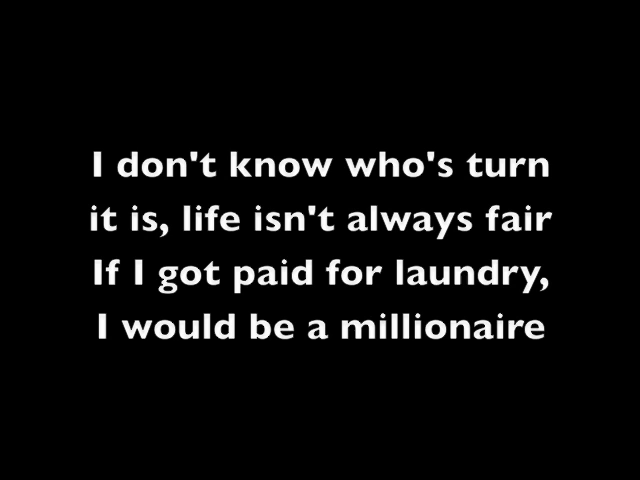 I don't know who's turn
it is, life isn't always fair
If I got paid for laundry,
I would be a millionaire